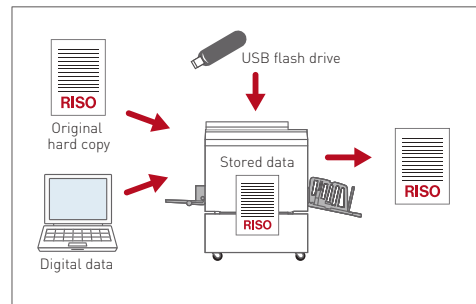 USB flash drive
RISO
Original
hard copy
Stored data
RISO
RISO
Digital data